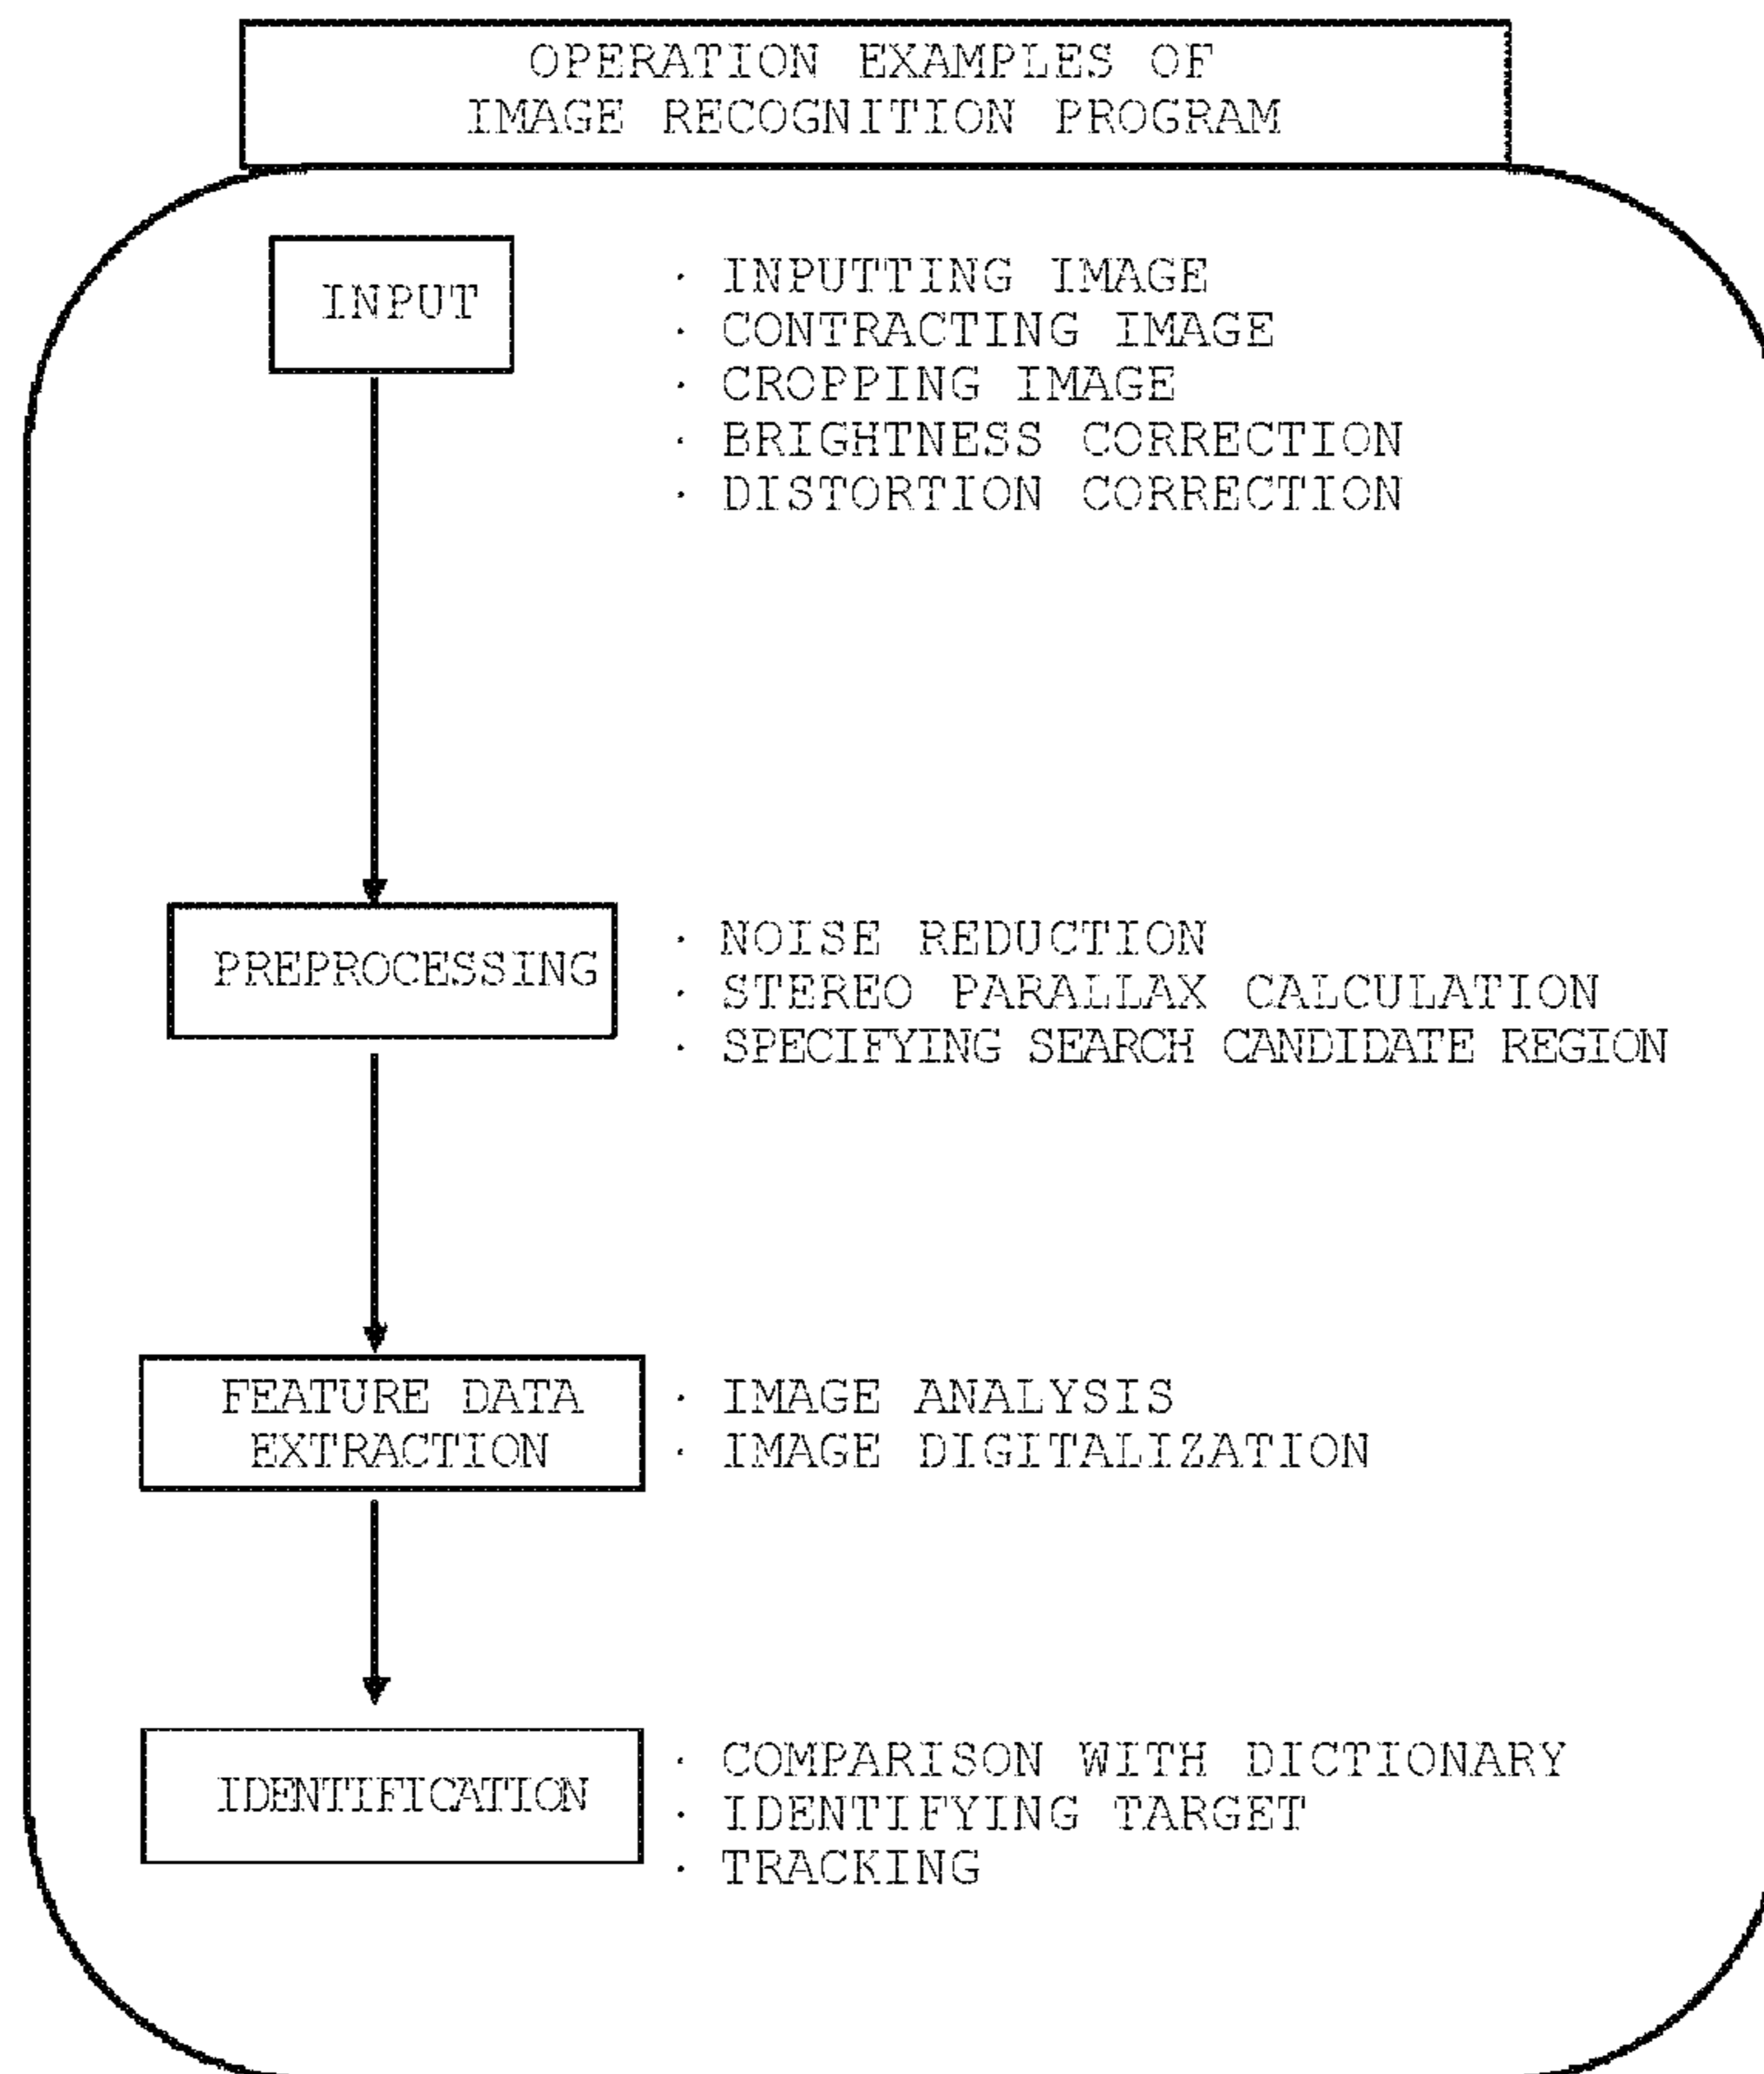 OPERATION EXAMPLES OF
IMAGE RECOGNITION PROGRAM
INPUT
· INPUTTING IMAGE
· CONTRACTING IMAGE
· CROPPING IMAGE
· BRIGHTNESS CORRECTION
· DISTORTION CORRECTION
PREPROCESSING
· NOISE REDUCTION
· STEREO PARALLAX CALCULATION
· SPECIFYING SEARCH CANDIDATE REGION
FEATURE DATA
EXTRACTION
· IMAGE ANALYSIS
· IMAGE DIGITALIZATION
IDENTIFICATION
· COMPARISON WITH DICTIONARY
· IDENTIFYING TARGET
· TRACKING